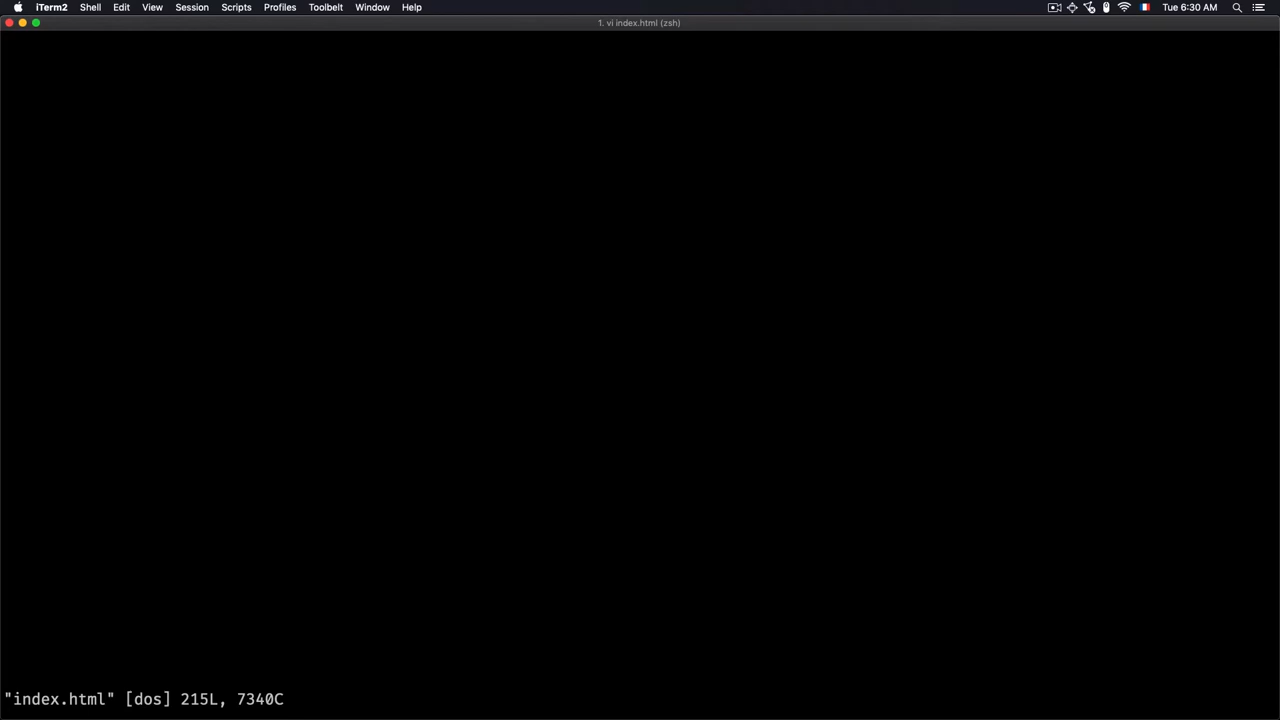 iTerm2 Shell Edit View Session Scripts Profiles Toolbelt Window Help Tue 6:30 AM
1. vi index.html (zsh)
"index.html" [dos] 215L, 7340C